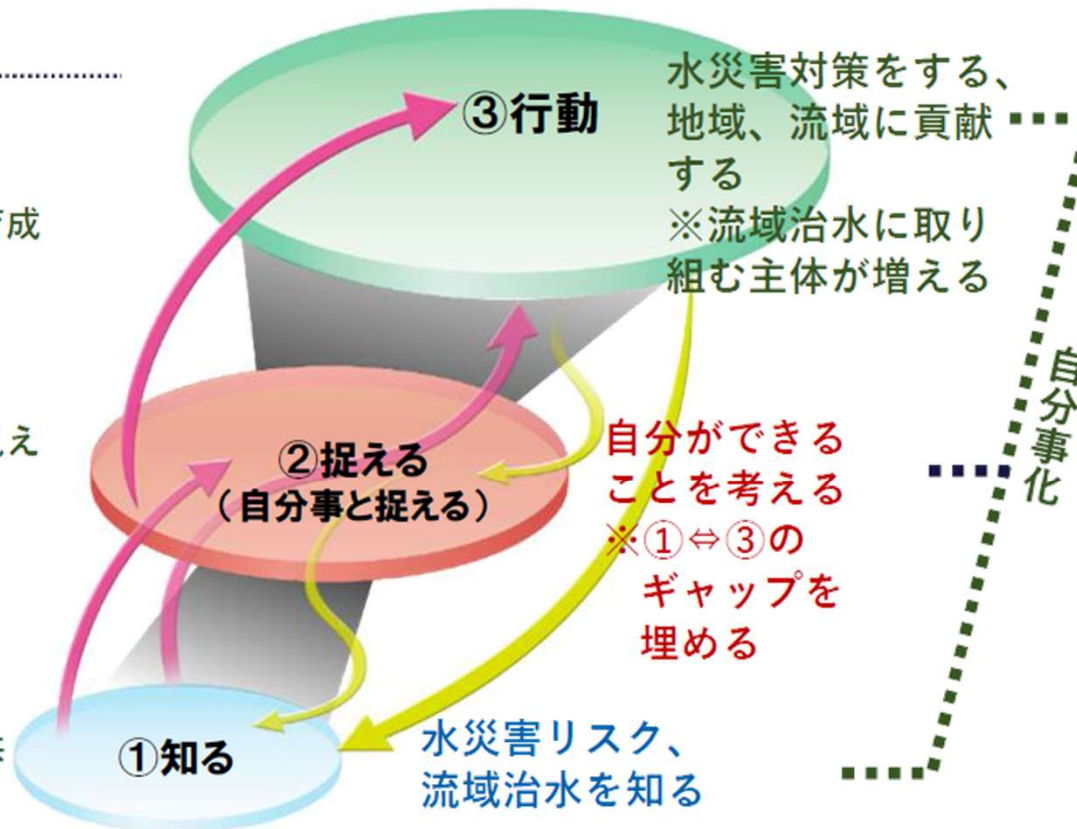 ③行動
水災害対策をする、
地域、流域に貢献
する
※流域治水に取り
組む主体が増える
成
え
②捉える
（自分事と捉える）
自分ができる
ことを考える
※①⇔③の
ギャップを
埋める
自分事化
①知る
水災害リスク、
流域治水を知る